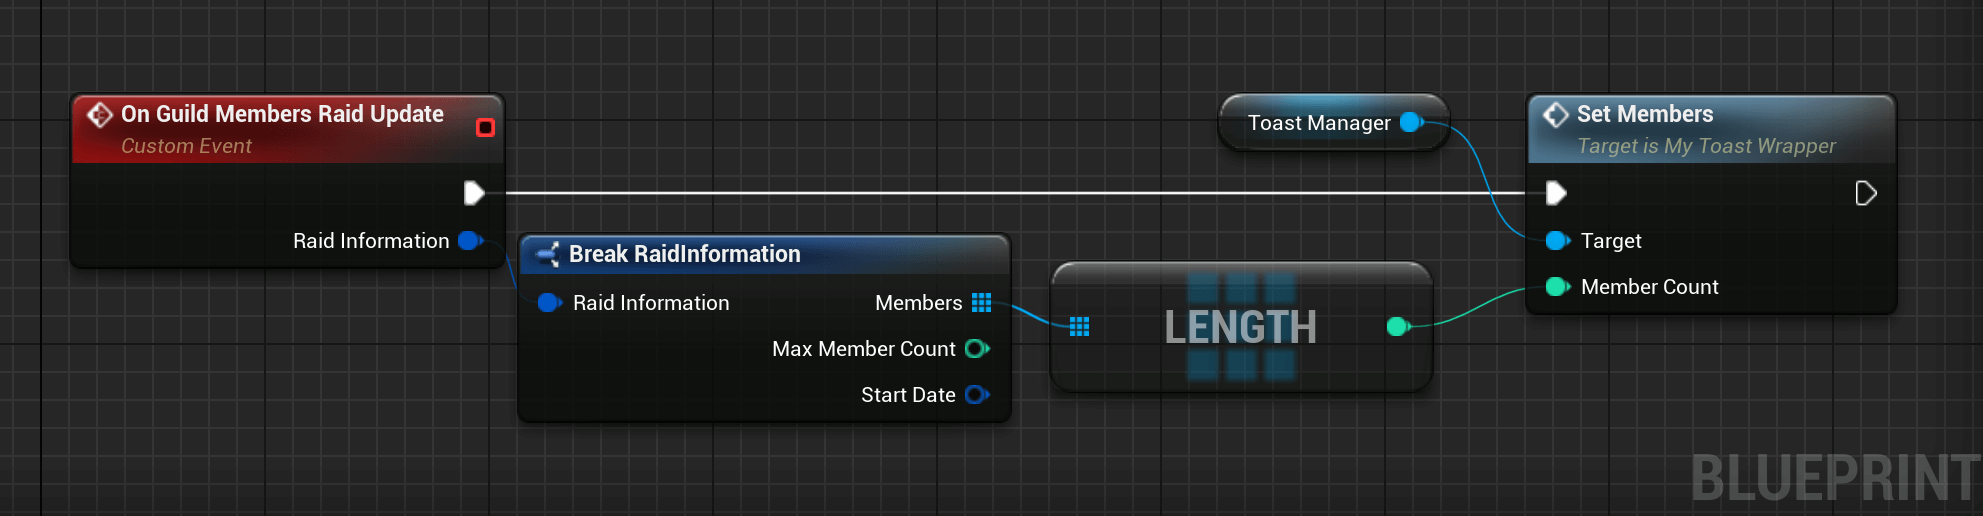 On Guild Members Raid Update
Custom Event
Raid Information
Break RaidInformation
Raid Information
Members
Max Member Count
Start Date
LENGTH
Toast Manager
Set Members
Target is My Toast Wrapper
Target
Member Count
BLUEPRINT